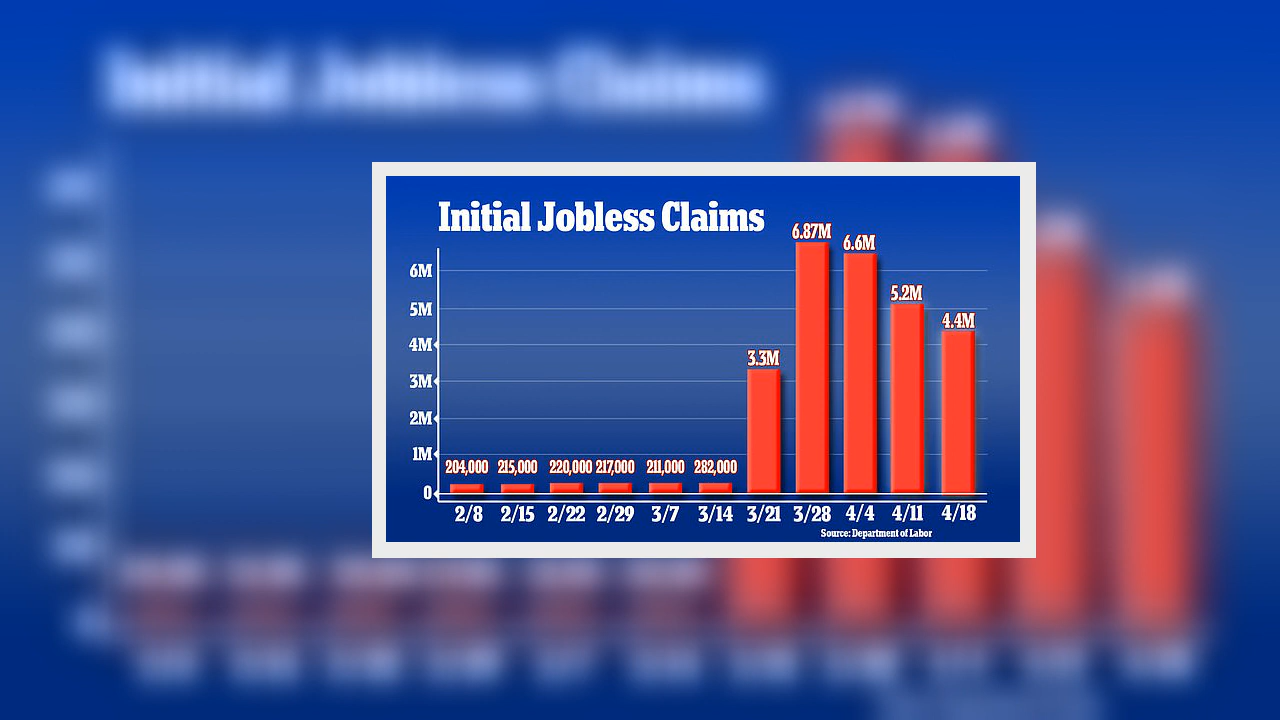 Initial Jobless Claims
6.87M
6.6M
5.2M
4.4M
3.3M
6M
5M
4M
3M
2M
1M
0
204,000 215,000 220,000 217,000 211,000 282,000
2/8 2/15 2/22 2/29 3/7 3/14 3/21 3/28 4/4 4/11 4/18
Source: Department of Labor